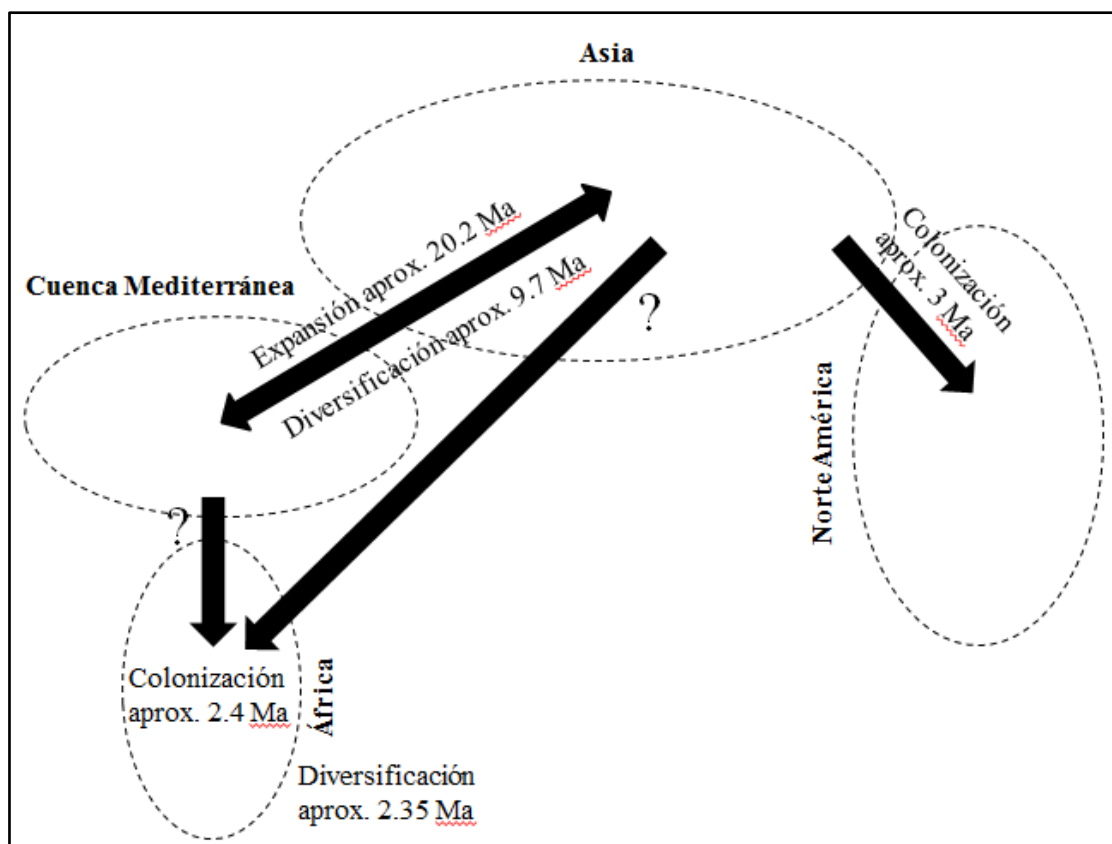 Asia
Cuenca Mediterránea
Expansión aprox. 20.2 Ma
Diversificación aprox. 9.7 Ma
?
Colonización
aprox. 3 Ma
Norte América
?
Colonización
aprox. 2.4 Ma
África
Diversificación
aprox. 2.35 Ma